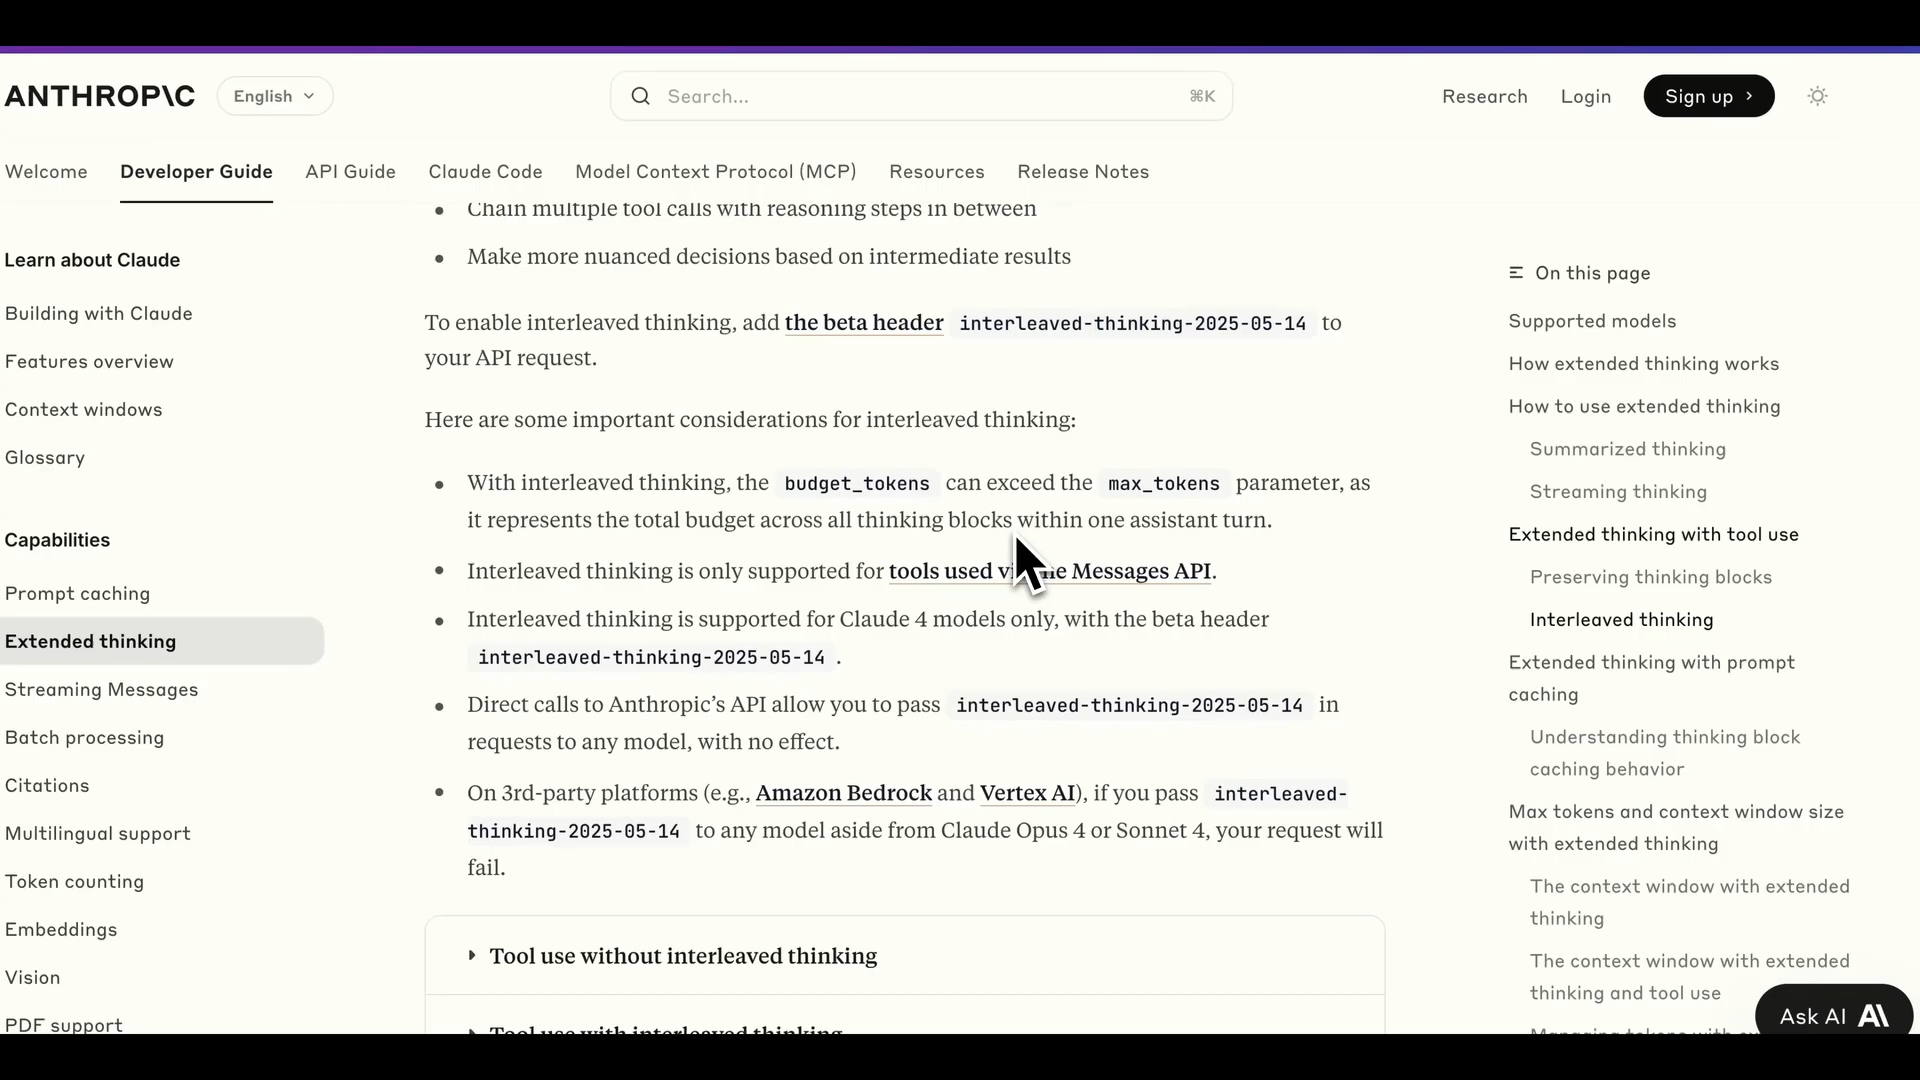 ANTHROP\C
English
Search...
⌘K
Research
Login
Sign up
Welcome
Developer Guide
API Guide
Claude Code
Model Context Protocol (MCP)
Resources
Release Notes
Learn about Claude
Building with Claude
Features overview
Context windows
Glossary
Capabilities
Prompt caching
Extended thinking
Streaming Messages
Batch processing
Citations
Multilingual support
Token counting
Embeddings
Vision
PDF support
Chain multiple tool calls with reasoning steps in between
Make more nuanced decisions based on intermediate results
To enable interleaved thinking, add the beta header interleaved-thinking-2025-05-14 to
your API request.
Here are some important considerations for interleaved thinking:
With interleaved thinking, the budget_tokens can exceed the max_tokens parameter, as
it represents the total budget across all thinking blocks within one assistant turn.
Interleaved thinking is only supported for tools used via the Messages API.
Interleaved thinking is supported for Claude 4 models only, with the beta header
interleaved-thinking-2025-05-14 .
Direct calls to Anthropic’s API allow you to pass interleaved-thinking-2025-05-14 in
requests to any model, with no effect.
On 3rd-party platforms (e.g., Amazon Bedrock and Vertex AI), if you pass interleaved-
thinking-2025-05-14 to any model aside from Claude Opus 4 or Sonnet 4, your request will
fail.
Tool use without interleaved thinking
Tool use with interleaved thinking
On this page
Supported models
How extended thinking works
How to use extended thinking
Summarized thinking
Streaming thinking
Extended thinking with tool use
Preserving thinking blocks
Interleaved thinking
Extended thinking with prompt
caching
Understanding thinking block
caching behavior
Max tokens and context window size
with extended thinking
The context window with extended
thinking
The context window with extended
thinking and tool use
Managing tokens with
Ask AI